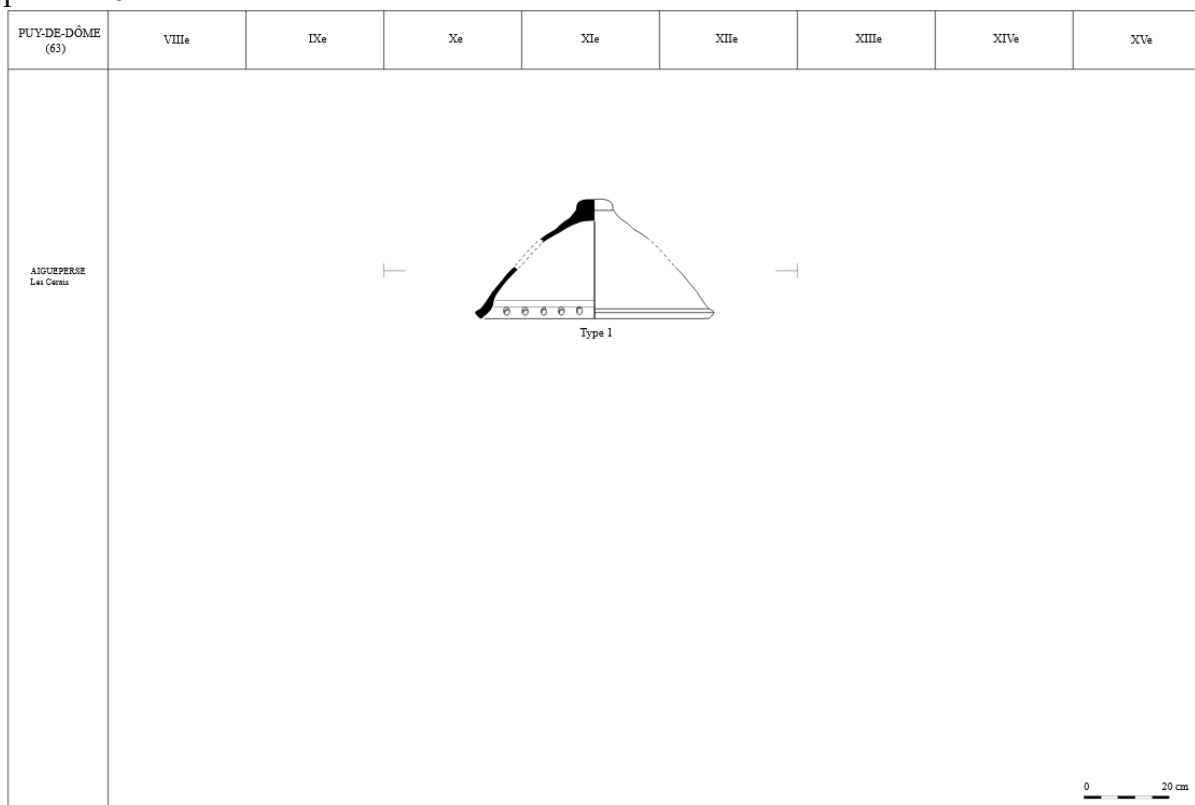 PUY-DE-DÔME
(63)
VIIIe
IXe
Xe
XIe
XIIe
XIIIe
XIVe
XVe
AIGUEPERSE
Les Cerais
Type 1
0 20 cm